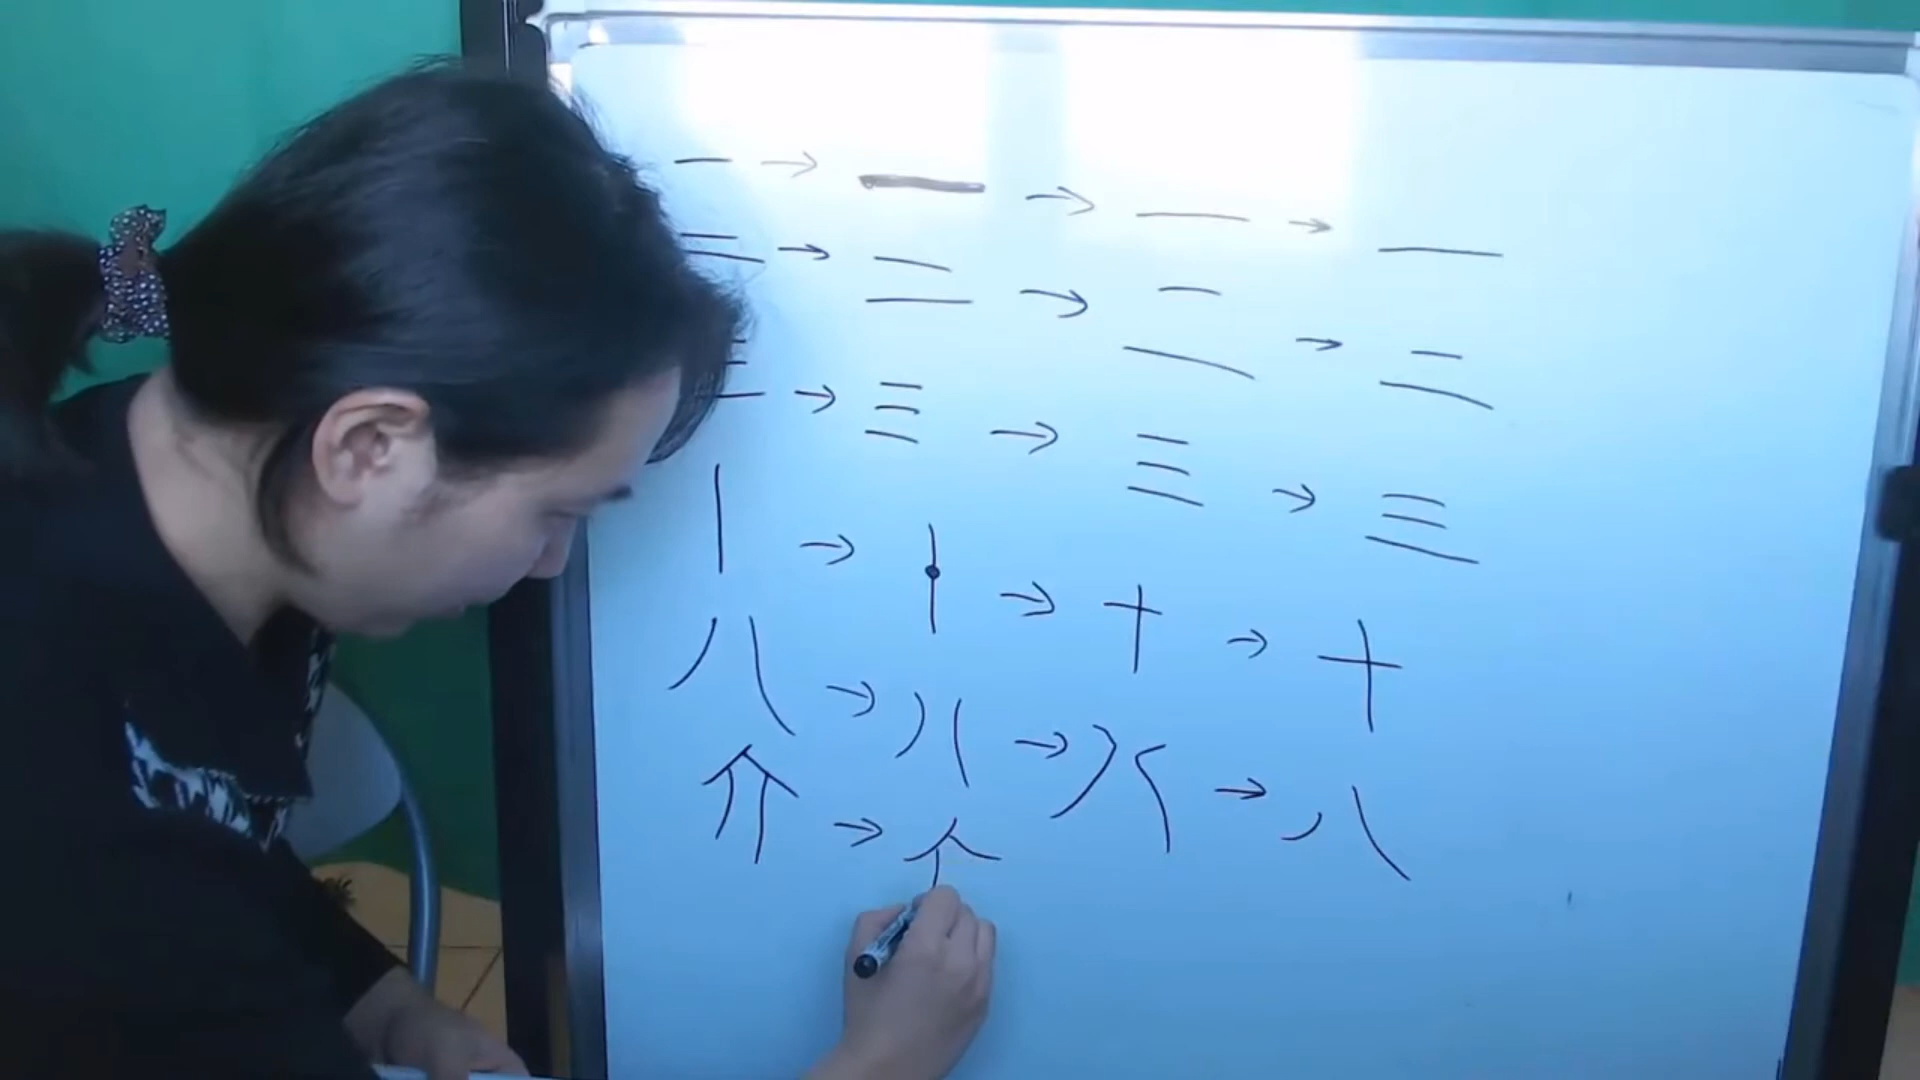 一 → 一 → 一 → 一
二 → 二 → 二 → 二
三 → 三 → 三 → 三
丨 → → 十 → 十
八 → 八 → 八 → 八
介 →